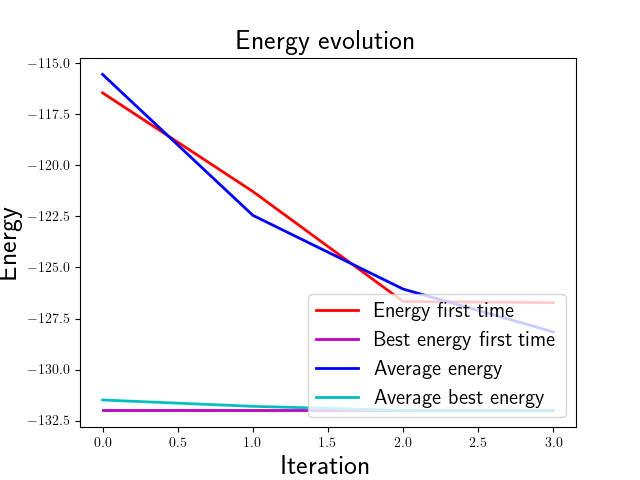 Energy evolution
−115.0
−117.5
−120.0
−122.5
−125.0
−127.5
−130.0
−132.5
Energy
Energy first time
Best energy first time
Average energy
Average best energy
0.0 0.5 1.0 1.5 2.0 2.5 3.0
Iteration